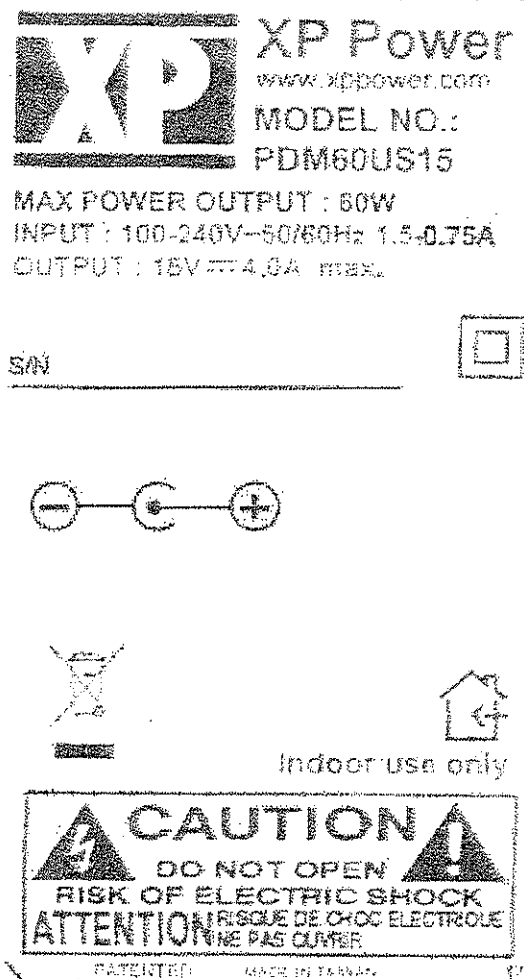 XP
XP Power
www.xppower.com
MODEL NO.:
PDM60US15
MAX POWER OUTPUT : 60W
INPUT : 100-240V~50/60Hz 1.5-0.75A
OUTPUT : 15V⎓4.0A max.
S/N
Indoor use only
CAUTION
DO NOT OPEN
RISK OF ELECTRIC SHOCK
ATTENTION RISQUE DE CHOC ELECTRIQUE
NE PAS OUVRIR
PATENTED MADE IN TAIWAN